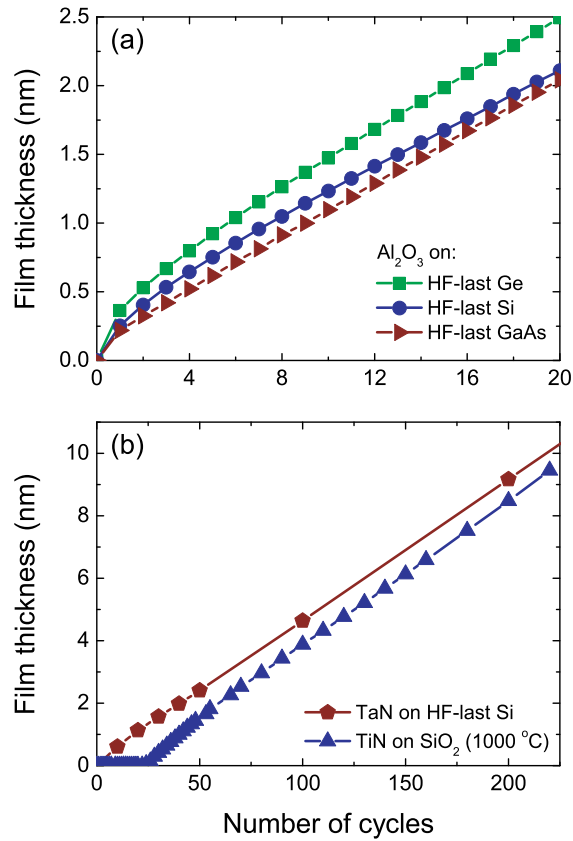 (a)
Film thickness (nm)
2.5
2.0
1.5
1.0
0.5
0.0
Al₂O₃ on:
HF-last Ge
HF-last Si
HF-last GaAs
0 4 8 12 16 20
(b)
Film thickness (nm)
10
8
6
4
2
0
TaN on HF-last Si
TiN on SiO₂ (1000 °C)
0 50 100 150 200
Number of cycles